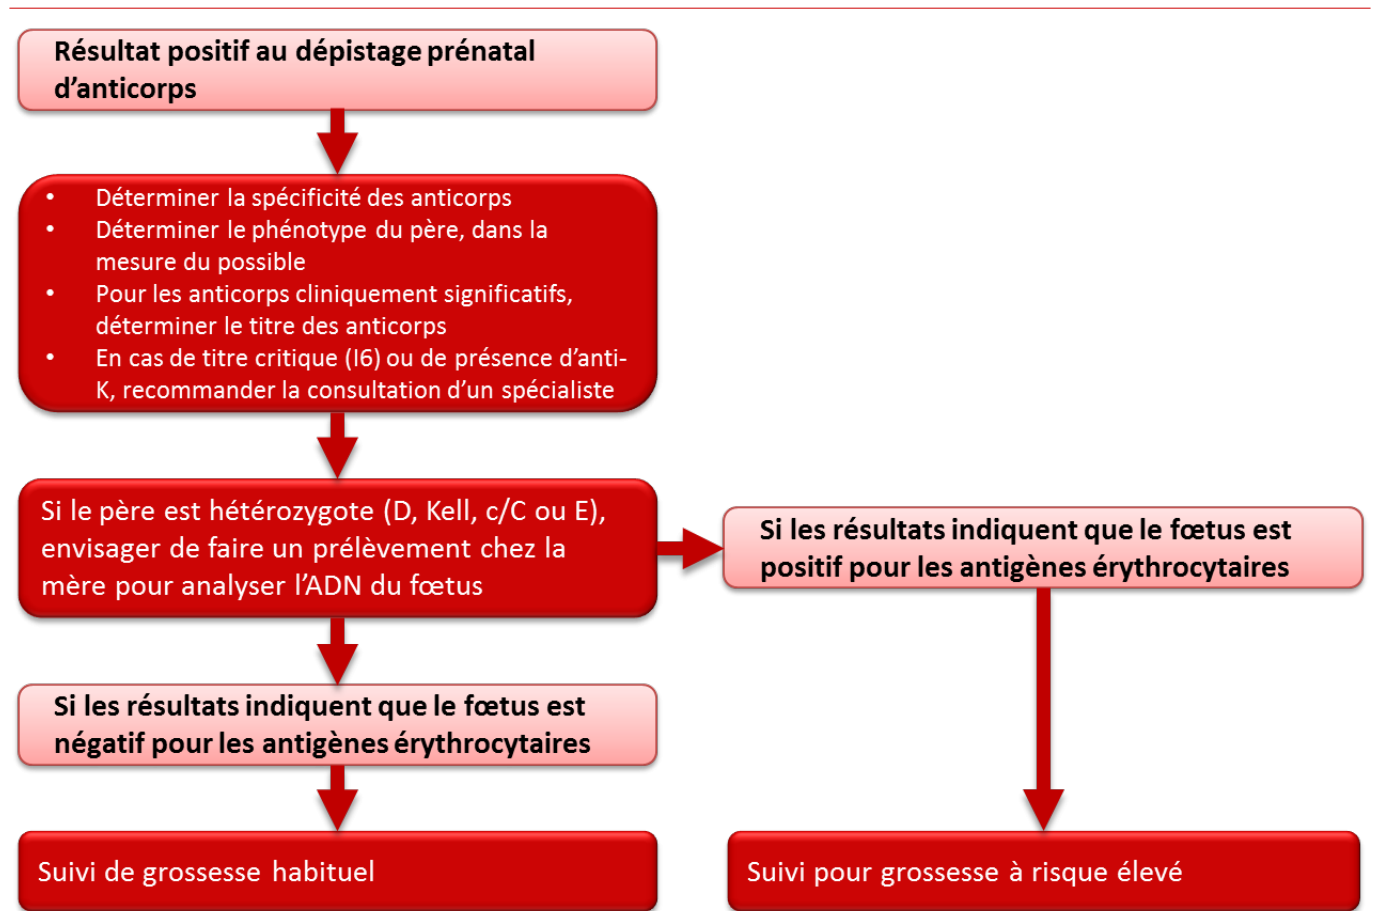 Résultat positif au dépistage prénatal
d’anticorps
• Déterminer la spécificité des anticorps
• Déterminer le phénotype du père, dans la
mesure du possible
• Pour les anticorps cliniquement significatifs,
déterminer le titre des anticorps
• En cas de titre critique (I6) ou de présence d’anti-
K, recommander la consultation d’un spécialiste
Si le père est hétérozygote (D, Kell, c/C ou E),
envisager de faire un prélèvement chez la
mère pour analyser l’ADN du fœtus
Si les résultats indiquent que le fœtus est
positif pour les antigènes érythrocytaires
Si les résultats indiquent que le fœtus est
négatif pour les antigènes érythrocytaires
Suivi de grossesse habituel
Suivi pour grossesse à risque élevé